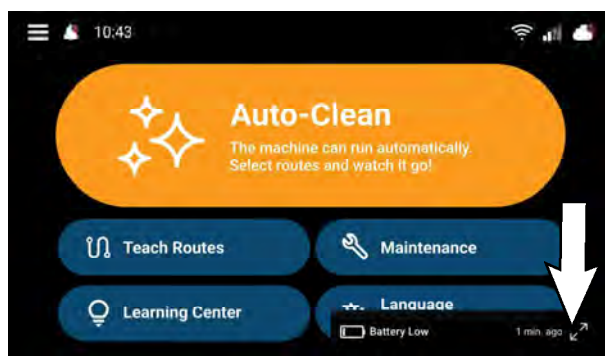 10:43
Auto-Clean
The machine can run automatically.
Select routes and watch it go!
Teach Routes
Maintenance
Learning Center
Language
Battery Low
1 min. ago